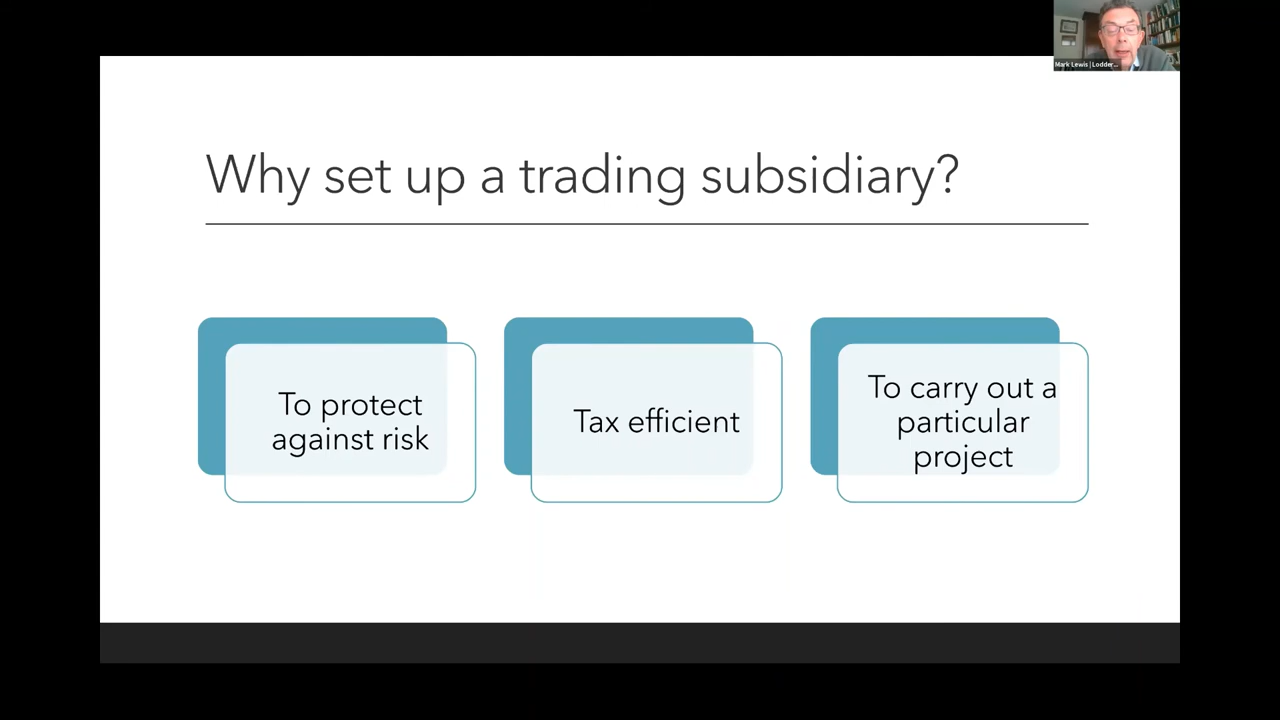 Mark Lewis | Lodder...
Why set up a trading subsidiary?
To protect
against risk
Tax efficient
To carry out a
particular
project